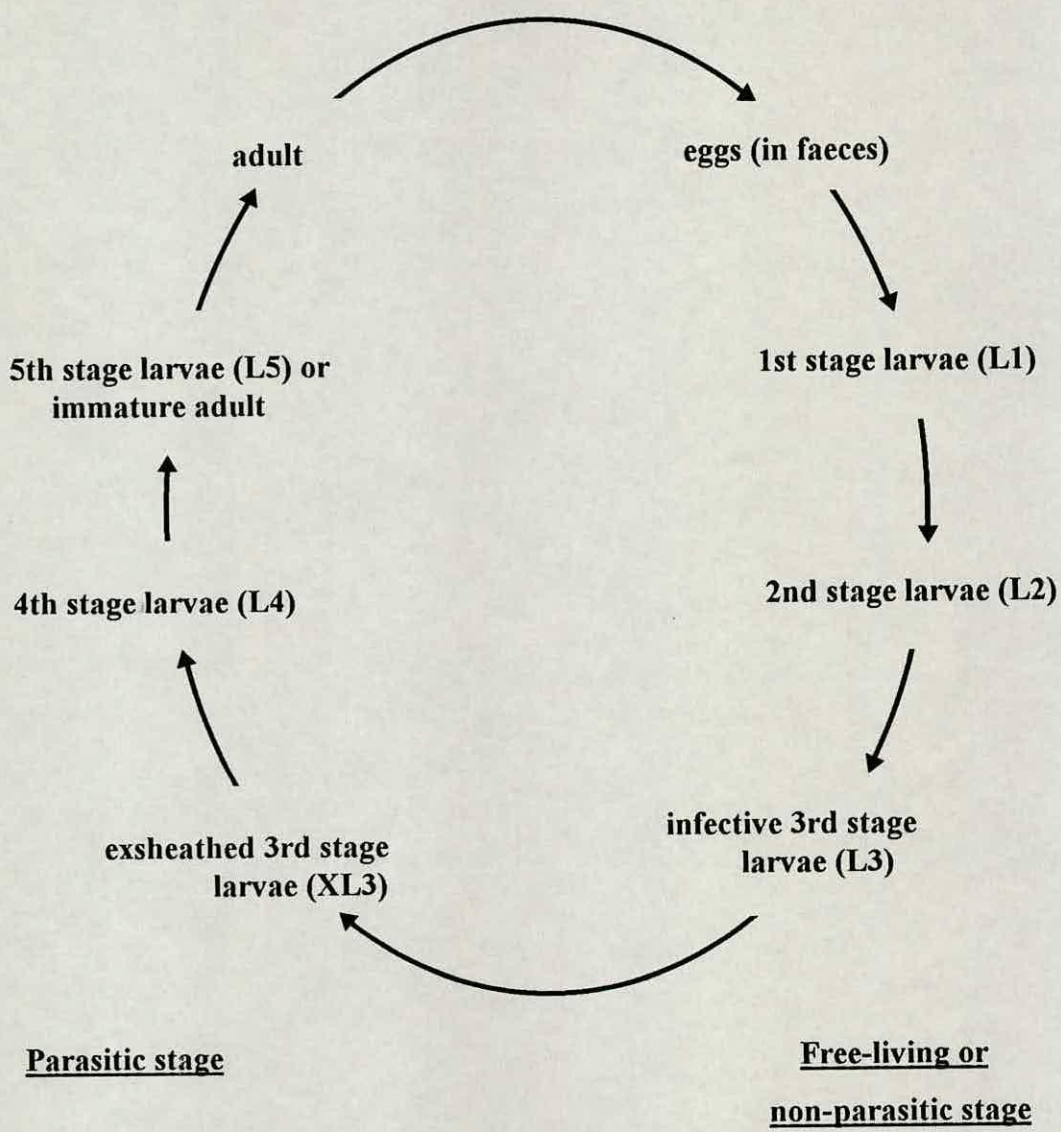 adult
eggs (in faeces)
1st stage larvae (L1)
2nd stage larvae (L2)
infective 3rd stage
larvae (L3)
exsheathed 3rd stage
larvae (XL3)
4th stage larvae (L4)
5th stage larvae (L5) or
immature adult
Parasitic stage
Free-living or
non-parasitic stage